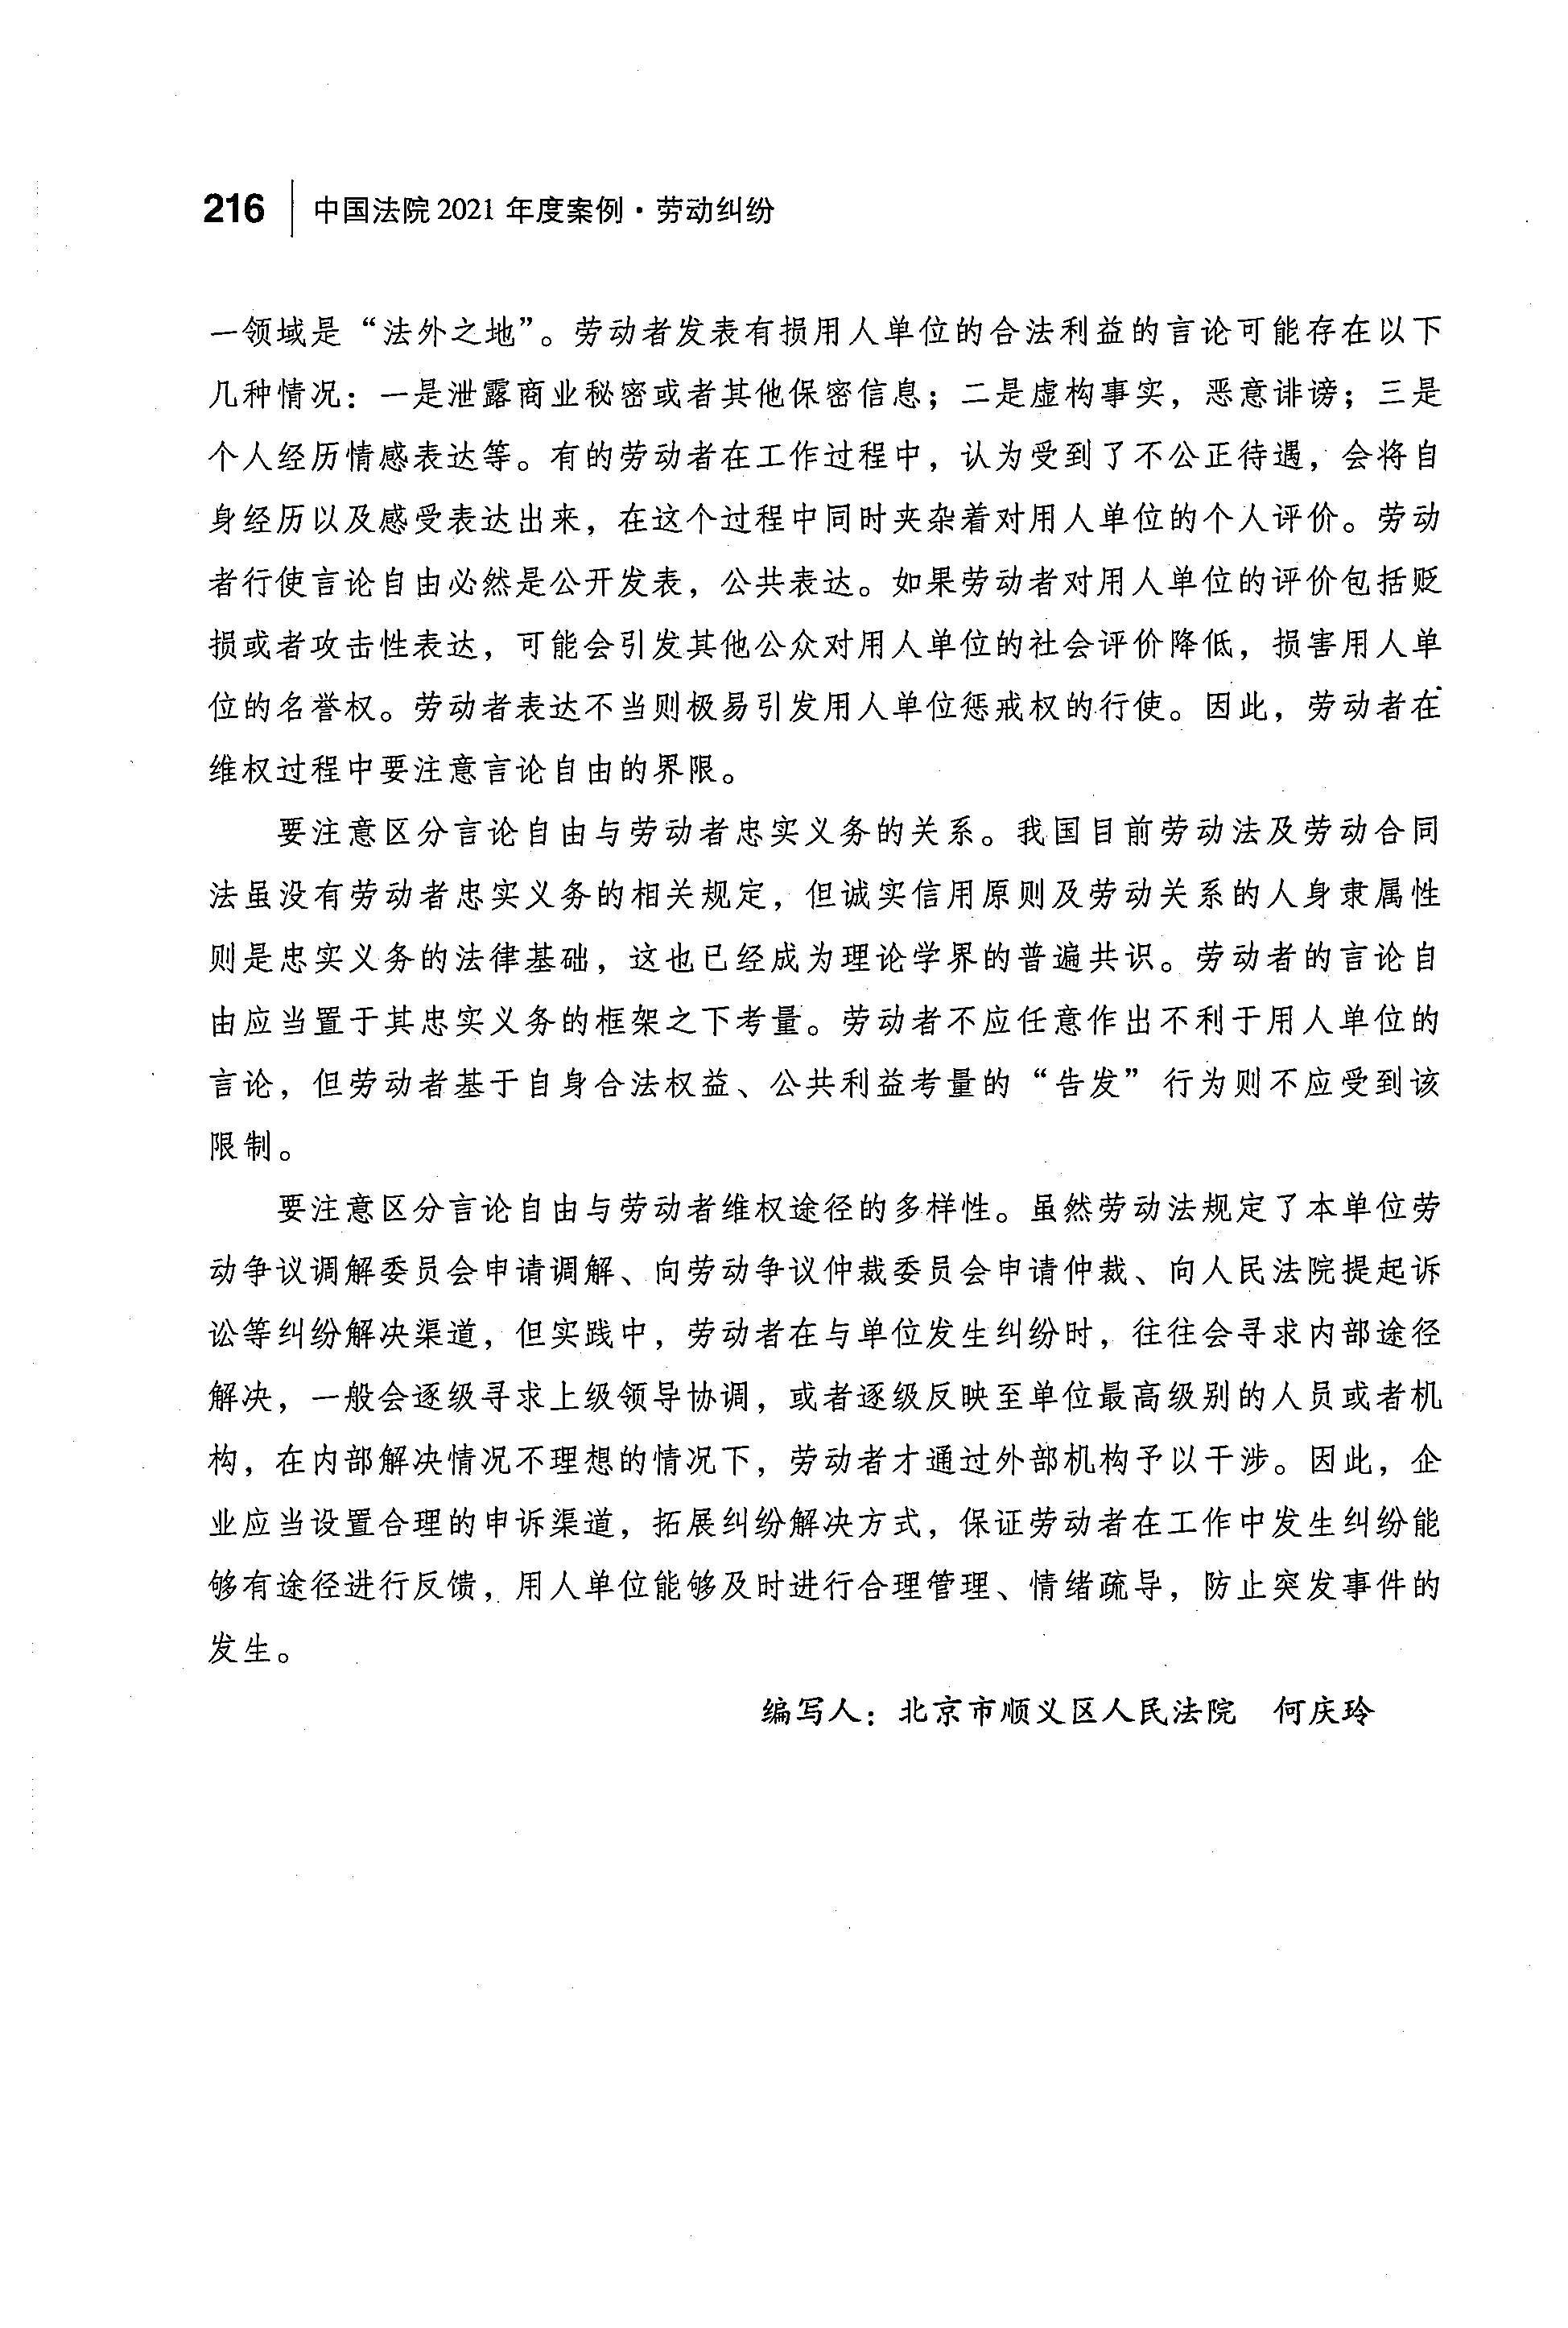 216 中国法院2021年度案例·劳动纠纷
一领域是“法外之地”。劳动者发表有损用人单位的合法利益的言论可能存在以下
几种情况：一是泄露商业秘密或者其他保密信息；二是虚构事实，恶意诽谤；三是
个人经历情感表达等。有的劳动者在工作过程中，认为受到了不公正待遇，会将自
身经历以及感受表达出来，在这个过程中同时夹杂着对用人单位的个人评价。劳动
者行使言论自由必然是公开发表，公共表达。如果劳动者对用人单位的评价包括贬
损或者攻击性表达，可能会引发其他公众对用人单位的社会评价降低，损害用人单
位的名誉权。劳动者表达不当则极易引发用人单位惩戒权的行使。因此，劳动者在
维权过程中要注意言论自由的界限。
要注意区分言论自由与劳动者忠实义务的关系。我国目前劳动法及劳动合同
法虽没有劳动者忠实义务的相关规定，但诚实信用原则及劳动关系的人身隶属性
则是忠实义务的法律基础，这也已经成为理论学界的普遍共识。劳动者的言论自
由应当置于其忠实义务的框架之下考量。劳动者不应任意作出不利于用人单位的
言论，但劳动者基于自身合法权益、公共利益考量的“告发”行为则不应受到该
限制。
要注意区分言论自由与劳动者维权途径的多样性。虽然劳动法规定了本单位劳
动争议调解委员会申请调解、向劳动争议仲裁委员会申请仲裁、向人民法院提起诉
讼等纠纷解决渠道，但实践中，劳动者在与单位发生纠纷时，往往会寻求内部途径
解决，一般会逐级寻求上级领导协调，或者逐级反映至单位最高级别的人员或者机
构，在内部解决情况不理想的情况下，劳动者才通过外部机构予以干涉。因此，企
业应当设置合理的申诉渠道，拓展纠纷解决方式，保证劳动者在工作中发生纠纷能
够有途径进行反馈，用人单位能够及时进行合理管理、情绪疏导，防止突发事件的
发生。
编写人：北京市顺义区人民法院 何庆玲